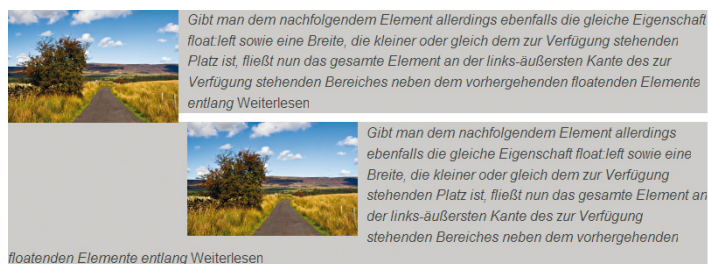 Gibt man dem nachfolgendem Element allerdings ebenfalls die gleiche Eigenschaft
float:left sowie eine Breite, die kleiner oder gleich dem zur Verfügung stehenden
Platz ist, fließt nun das gesamte Element an der links-äußersten Kante des zur
Verfügung stehenden Bereiches neben dem vorhergehenden floatenden Elemente
entlang Weiterlesen
Gibt man dem nachfolgendem Element allerdings
ebenfalls die gleiche Eigenschaft float:left sowie eine
Breite, die kleiner oder gleich dem zur Verfügung
stehenden Platz ist, fließt nun das gesamte Element an
der links-äußersten Kante des zur Verfügung
stehenden Bereiches neben dem vorhergehenden
floatenden Elemente entlang Weiterlesen